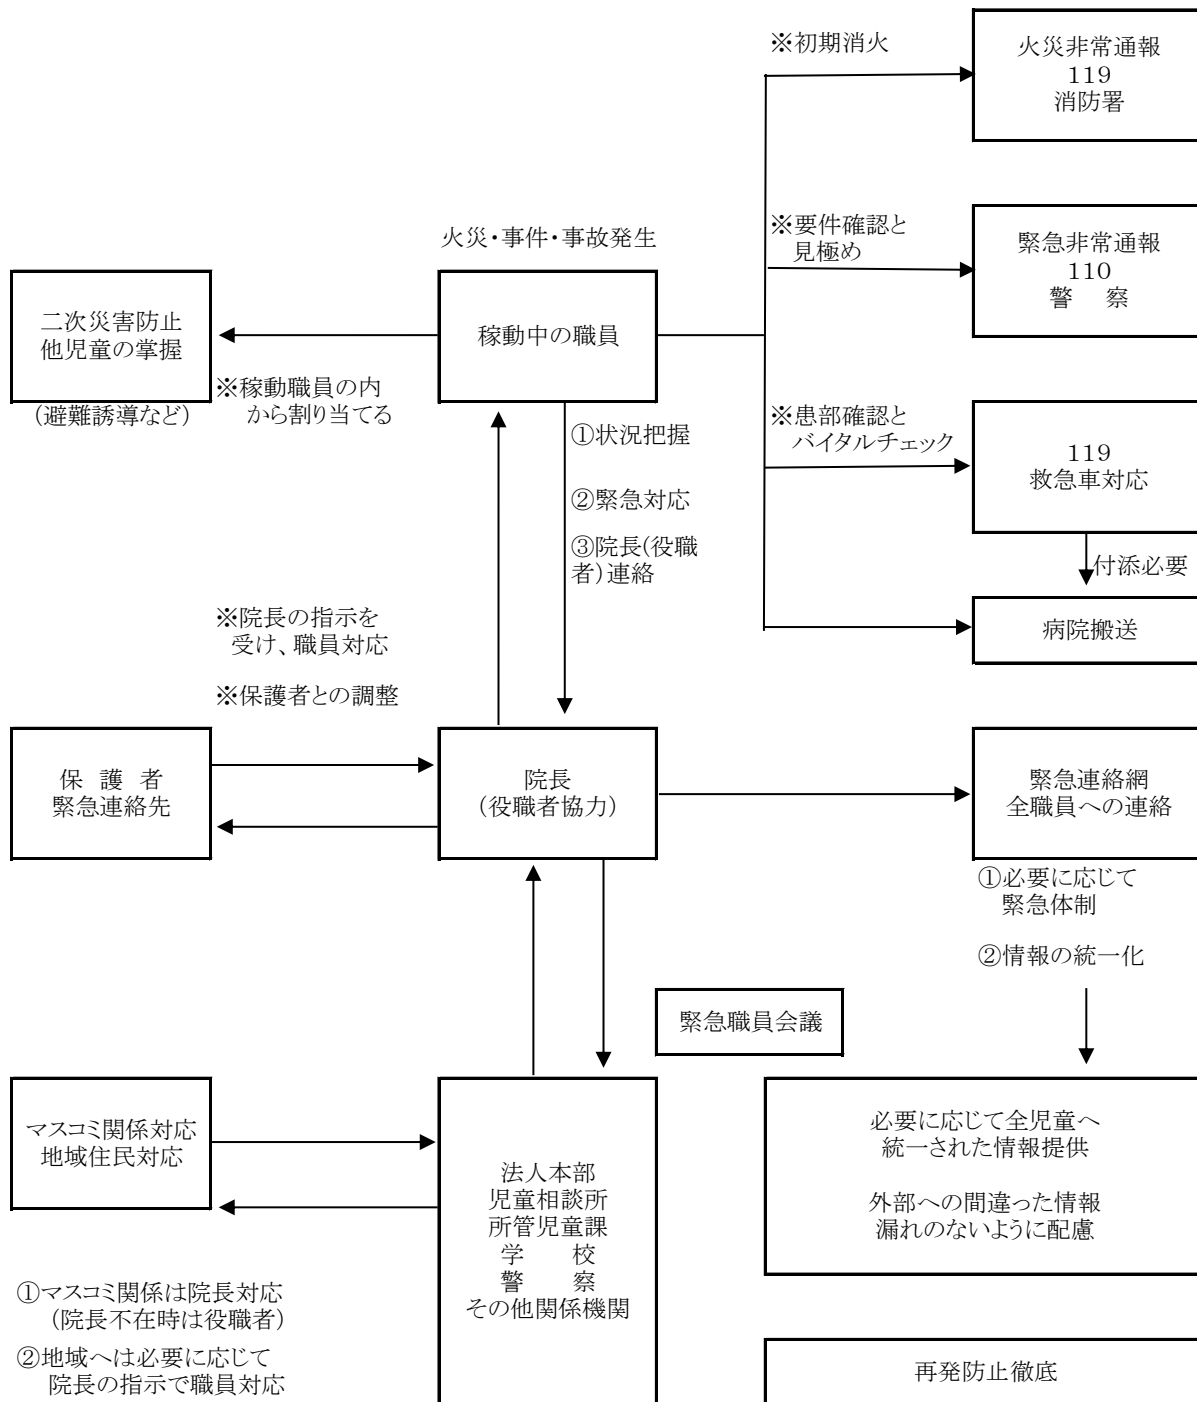 ※初期消火
火災非常通報
119
消防署
火災・事件・事故発生
※要件確認と
見極め
緊急非常通報
110
警　察
二次災害防止
他児童の掌握
(避難誘導など)
※稼動職員の内
から割り当てる
稼動中の職員
①状況把握
②緊急対応
③院長(役職
者)連絡
※患部確認と
バイタルチェック
119
救急車対応
付添必要
病院搬送
※院長の指示を
受け、職員対応
※保護者との調整
保　護　者
緊急連絡先
院長
(役職者協力)
緊急連絡網
全職員への連絡
①必要に応じて
緊急体制
②情報の統一化
緊急職員会議
マスコミ関係対応
地域住民対応
①マスコミ関係は院長対応
(院長不在時は役職者)
②地域へは必要に応じて
院長の指示で職員対応
法人本部
児童相談所
所管児童課
学　　校
警　　察
その他関係機関
必要に応じて全児童へ
統一された情報提供
外部への間違った情報
漏れのないように配慮
再発防止徹底